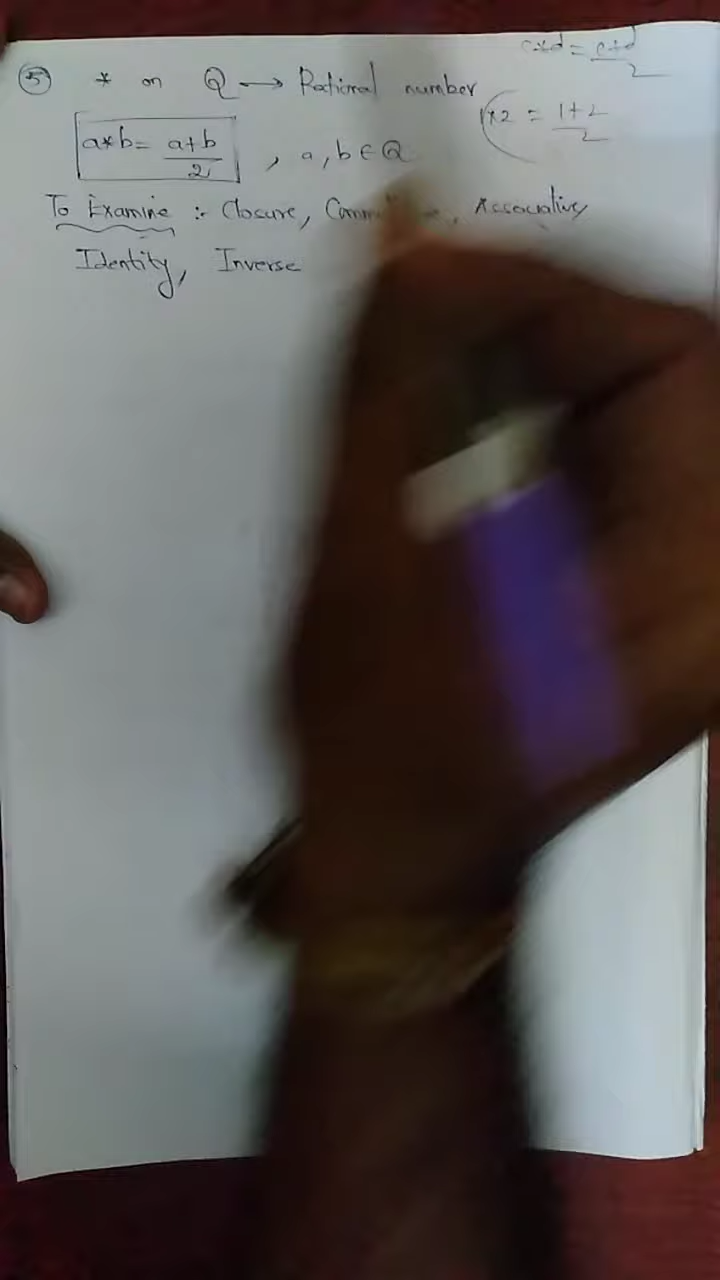 c*d = c+d/2
⑤ * on Q → Rational number
1*2 = 1+2/2
a*b = a+b/2 , a, b ∈ Q
To Examine :- Closure, Associative,
Identity, Inverse